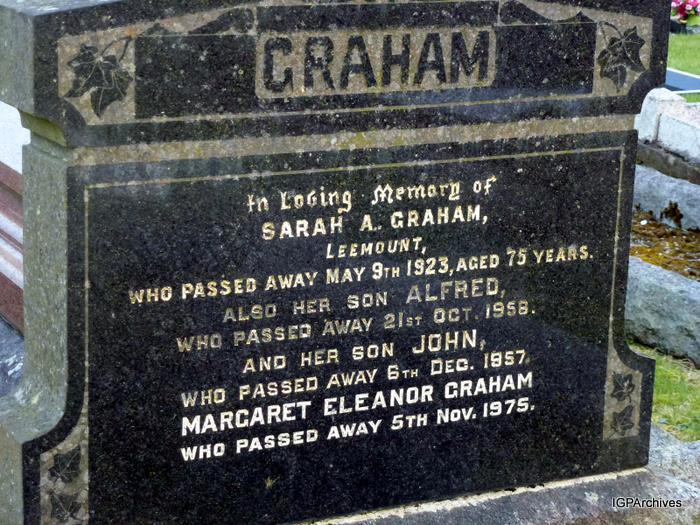 GRAHAM
In Loving Memory of
SARAH A. GRAHAM,
LEEMOUNT,
WHO PASSED AWAY MAY 9TH 1923, AGED 75 YEARS.
ALSO HER SON ALFRED,
WHO PASSED AWAY 21ST OCT. 1958.
AND HER SON JOHN,
WHO PASSED AWAY 6TH DEC. 1957.
MARGARET ELEANOR GRAHAM
WHO PASSED AWAY 5TH NOV. 1975.
IGPArchives